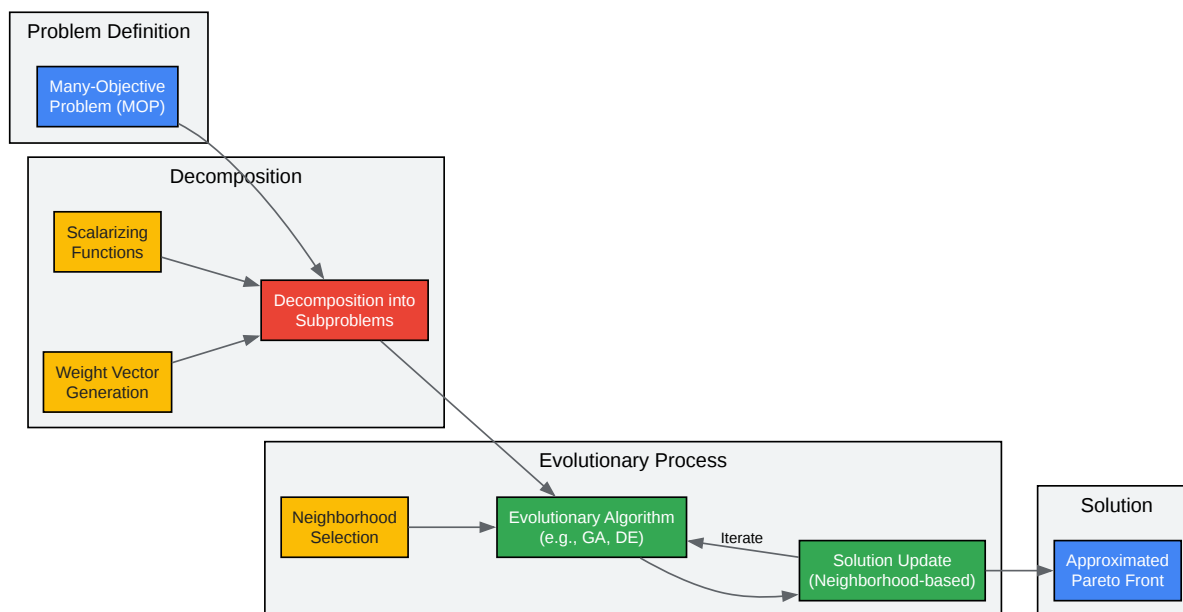 Problem Definition
Many-Objective
Problem (MOP)
Decomposition
Scalarizing
Functions
Decomposition into
Subproblems
Weight Vector
Generation
Evolutionary Process
Neighborhood
Selection
Evolutionary Algorithm
(e.g., GA, DE)
Iterate
Solution Update
(Neighborhood-based)
Solution
Approximated
Pareto Front